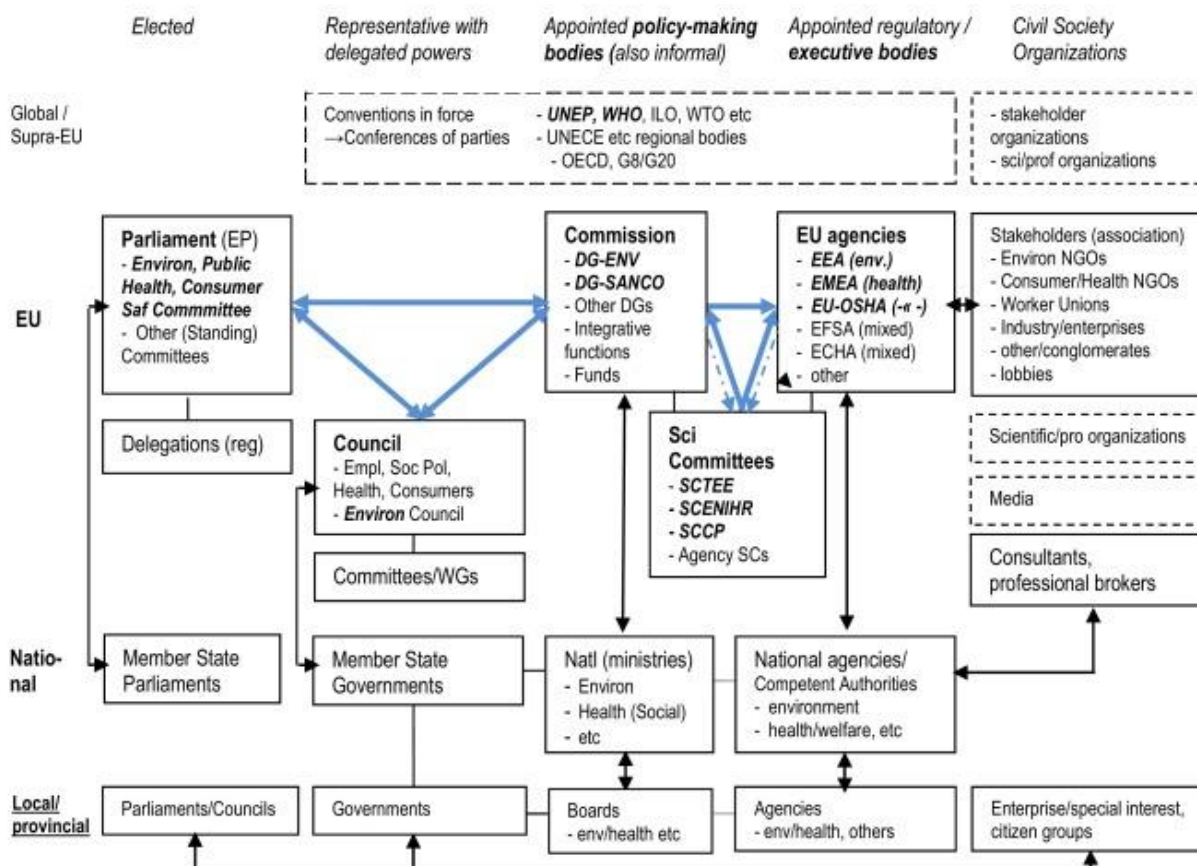 Elected
Representative with
delegated powers
Appointed policy-making
bodies (also informal)
Appointed regulatory /
executive bodies
Civil Society
Organizations
Global /
Supra-EU
Conventions in force
→Conferences of parties
- UNEP, WHO, ILO, WTO etc
- UNECE etc regional bodies
- OECD, G8/G20
- stakeholder
organizations
- sci/prof organizations
EU
Parliament (EP)
- Environ, Public
Health, Consumer
Saf Commmittee
- Other (Standing)
Committees
Delegations (reg)
Council
- Empl, Soc Pol,
Health, Consumers
- Environ Council
Committees/WGs
Commission
- DG-ENV
- DG-SANCO
- Other DGs
- Integrative
functions
- Funds
EU agencies
- EEA (env.)
- EMEA (health)
- EU-OSHA (-« -)
- EFSA (mixed)
- ECHA (mixed)
- other
Sci
Committees
- SCTEE
- SCENIHR
- SCCP
- Agency SCs
Stakeholders (association)
- Environ NGOs
- Consumer/Health NGOs
- Worker Unions
- Industry/enterprises
- other/conglomerates
- lobbies
Scientific/pro organizations
Media
Consultants,
professional brokers
Natio-
nal
Member State
Parliaments
Member State
Governments
Natl (ministries)
- Environ
- Health (Social)
- etc
National agencies/
Competent Authorities
- environment
- health/welfare, etc
Local/
provincial
Parliaments/Councils
Governments
Boards
- env/health etc
Agencies
- env/health, others
Enterprise/special interest,
citizen groups